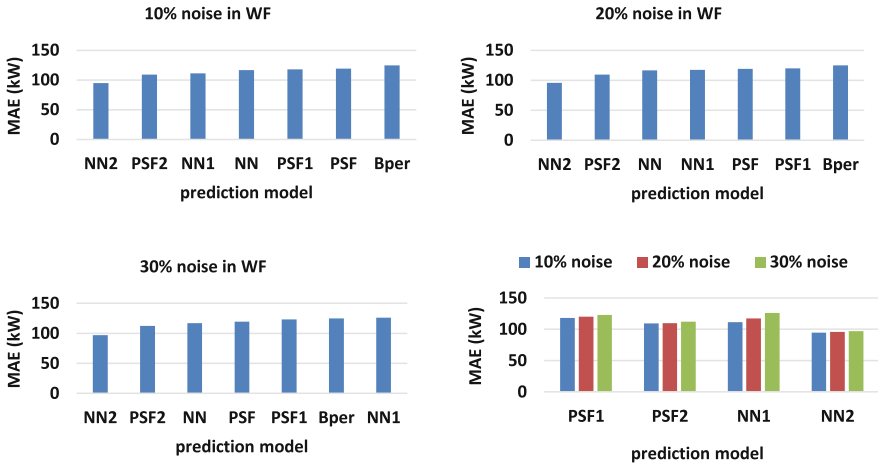 10% noise in WF
MAE (kW)
150
100
50
0
NN2 PSF2 NN1 NN PSF1 PSF Bper
prediction model
20% noise in WF
MAE (kW)
150
100
50
0
NN2 PSF2 NN NN1 PSF PSF1 Bper
prediction model
30% noise in WF
MAE (kW)
150
100
50
0
NN2 PSF2 NN PSF PSF1 Bper NN1
prediction model
10% noise 20% noise 30% noise
MAE (kW)
150
100
50
0
PSF1 PSF2 NN1 NN2
prediction model